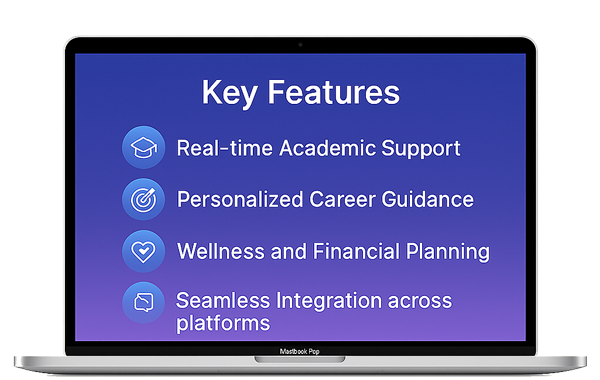 Key Features
Real-time Academic Support
Personalized Career Guidance
Wellness and Financial Planning
Seamless Integration across
platforms
Mastbook Pop